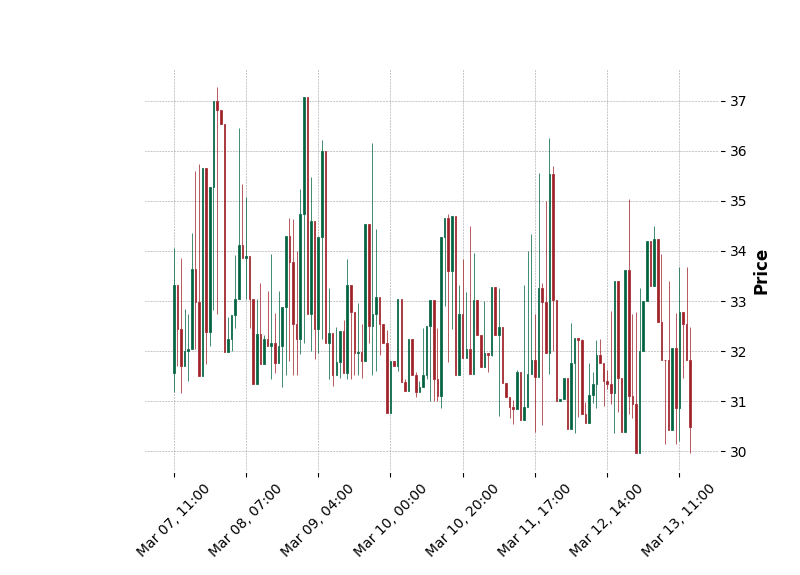 37
36
35
34
33
32
31
30
Price
Mar 07, 11:00
Mar 08, 07:00
Mar 09, 04:00
Mar 10, 00:00
Mar 10, 20:00
Mar 11, 17:00
Mar 12, 14:00
Mar 13, 11:00